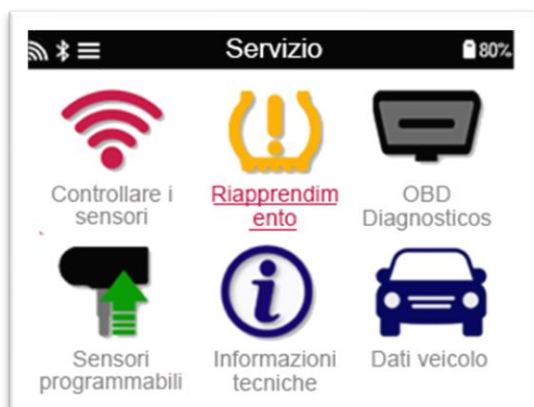 Servizio
80%
Controllare i
sensori
Riapprendim
ento
OBD
Diagnosticos
Sensori
programmabili
Informazioni
tecniche
Dati veicolo